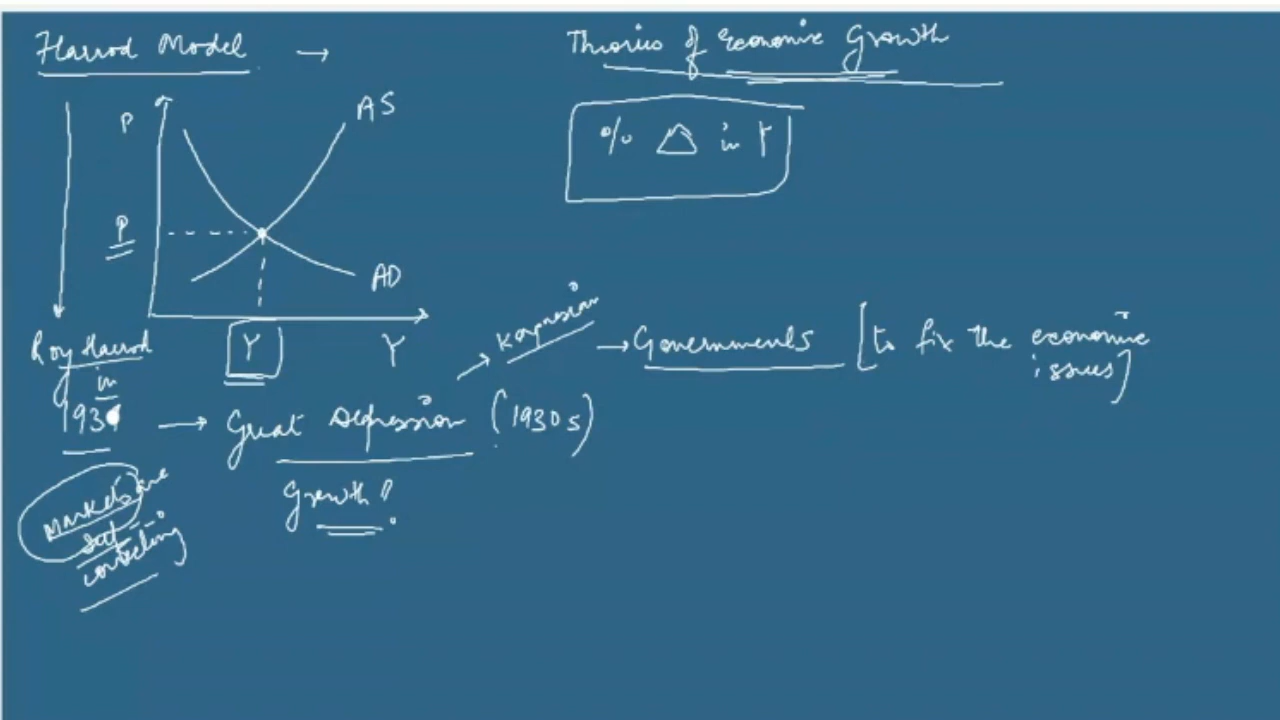 Harrod Model →
Theories of Economic Growth
% △ in Y
P
AS
P
AD
Y
Y
Roy Harrod
in
193
→ Great Depression (1930s)
Growth?
→ Keynesian
→ Governments [to fix the economic
issues]
Markets are
self
correcting